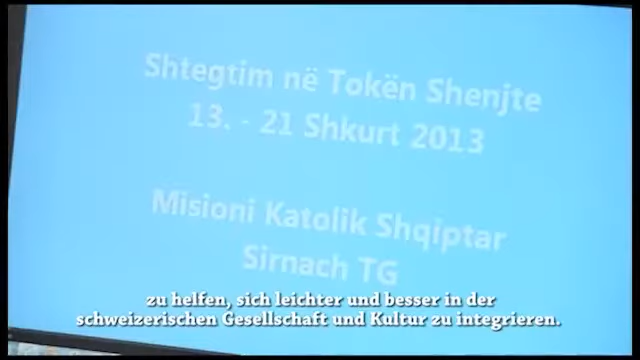 Shtegtim në Tokën Shenjte
13. - 21 Shkurt 2013
Misioni Katolik Shqiptar
Sirnach TG
zu helfen, sich leichter und besser in der
schweizerischen Gesellschaft und Kultur zu integrieren.